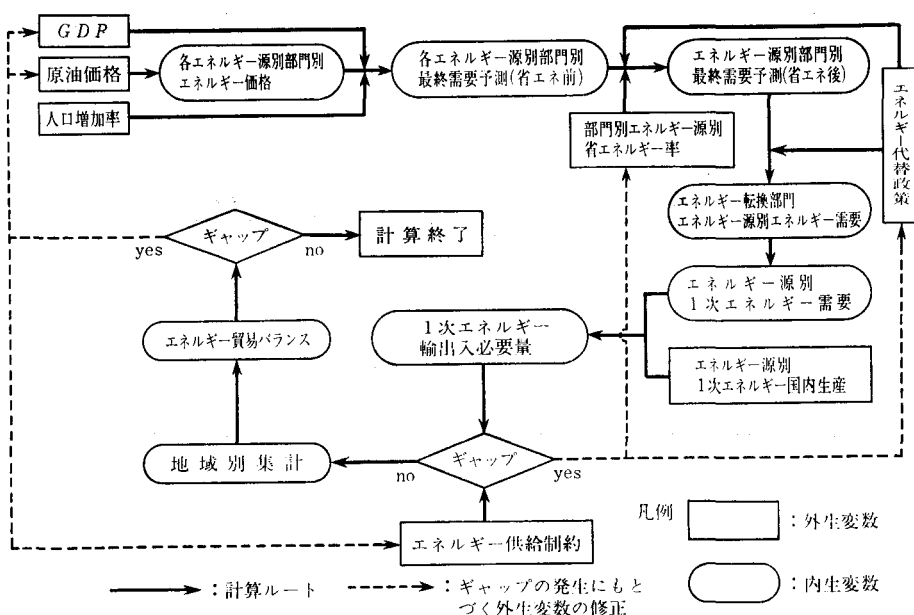 GDP
原油価格
人口増加率
各エネルギー源別部門別
エネルギー価格
各エネルギー源別部門別
最終需要予測(省エネ前)
エネルギー源別部門別
最終需要予測(省エネ後)
部門別エネルギー源別
省エネルギー率
エネルギー代替政策
エネルギー転換部門
エネルギー源別エネルギー需要
エネルギー源別
1次エネルギー需要
エネルギー源別
1次エネルギー国内生産
1次エネルギー
輸出入必要量
yes
ギャップ
no
計算終了
エネルギー貿易バランス
地域別集計
no
ギャップ
yes
エネルギー供給制約
凡例
:外生変数
:内生変数
:計算ルート
:ギャップの発生にもと
づく外生変数の修正